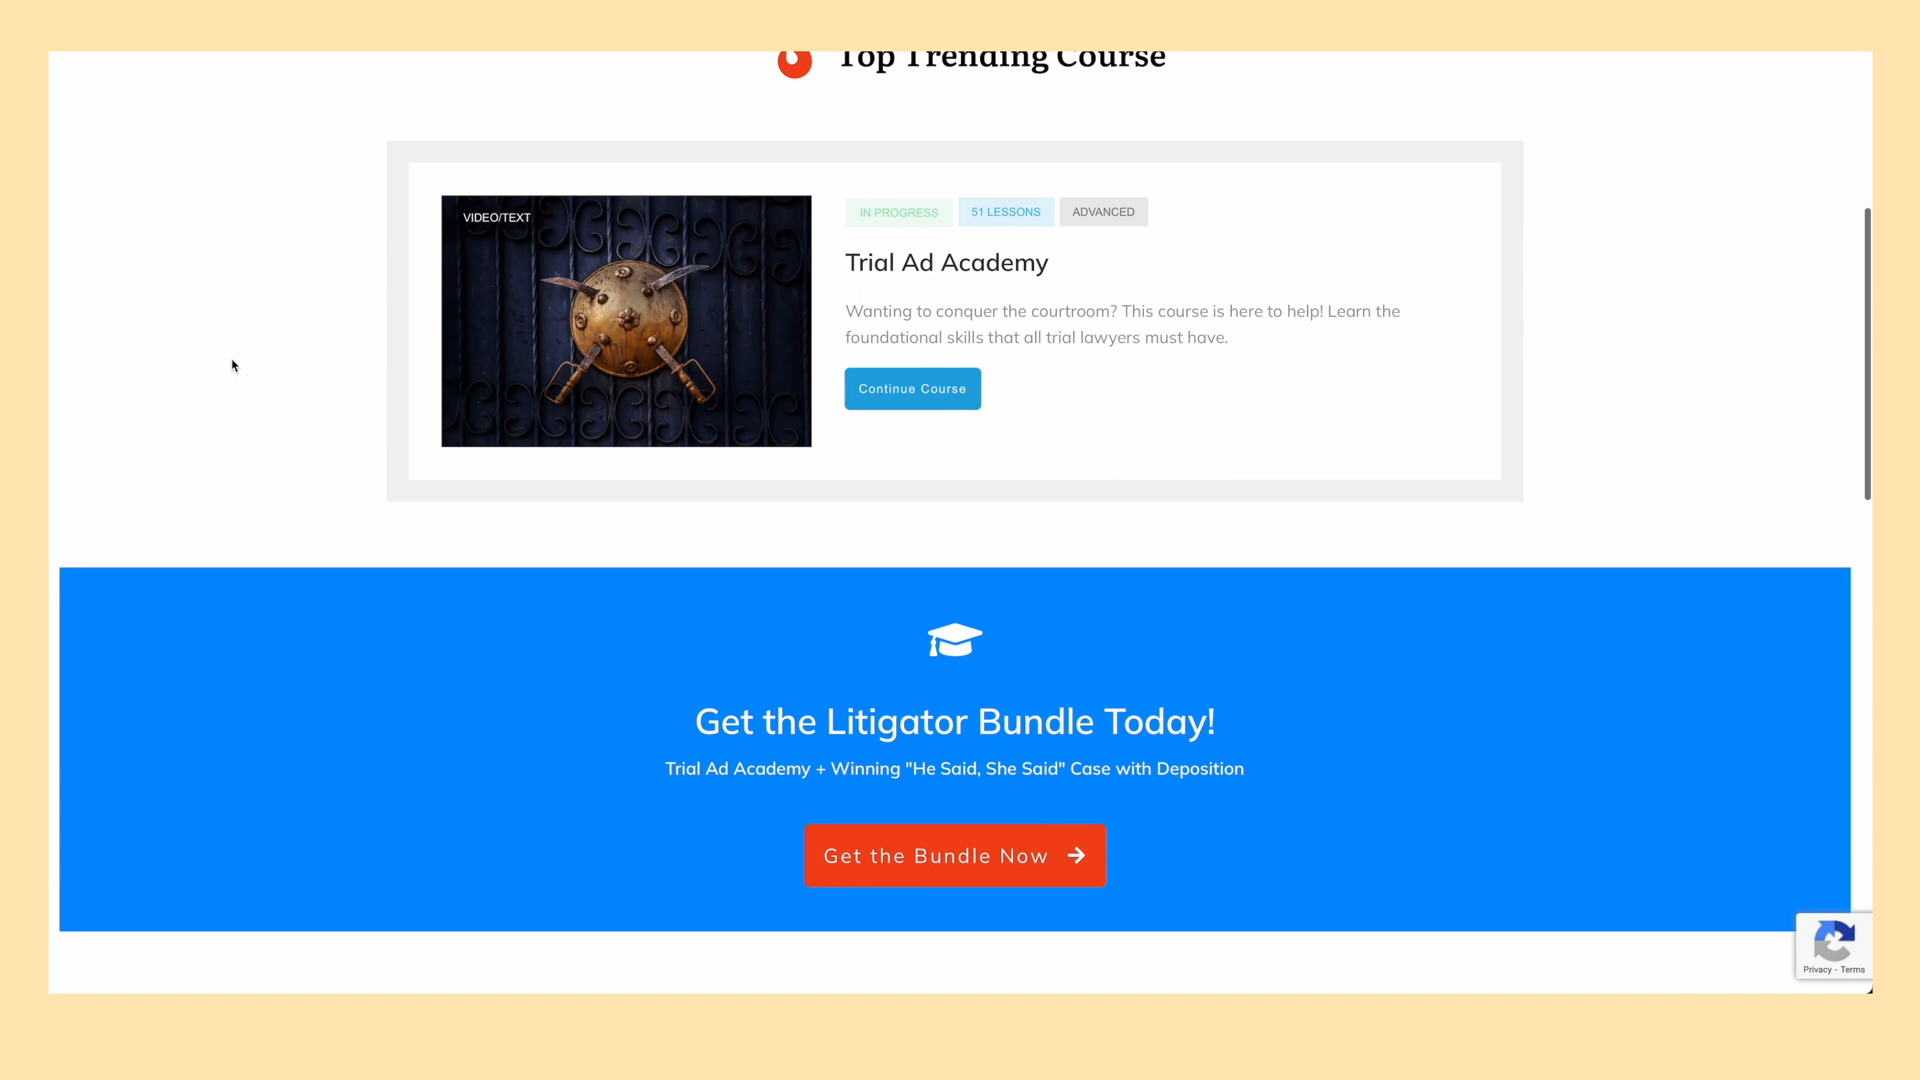 Top Trending Course
VIDEO/TEXT
IN PROGRESS
51 LESSONS
ADVANCED
Trial Ad Academy
Wanting to conquer the courtroom? This course is here to help! Learn the
foundational skills that all trial lawyers must have.
Continue Course
Get the Litigator Bundle Today!
Trial Ad Academy + Winning "He Said, She Said" Case with Deposition
Get the Bundle Now
Privacy - Terms